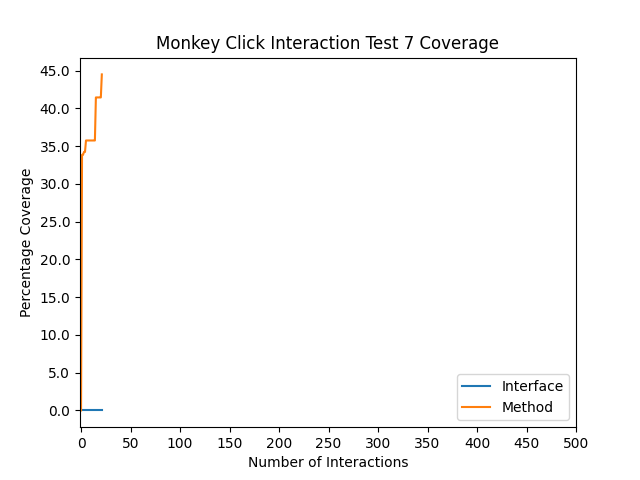 Monkey Click Interaction Test 7 Coverage
45.0
40.0
35.0
30.0
25.0
20.0
15.0
10.0
5.0
0.0
Percentage Coverage
Interface
Method
0 50 100 150 200 250 300 350 400 450 500
Number of Interactions